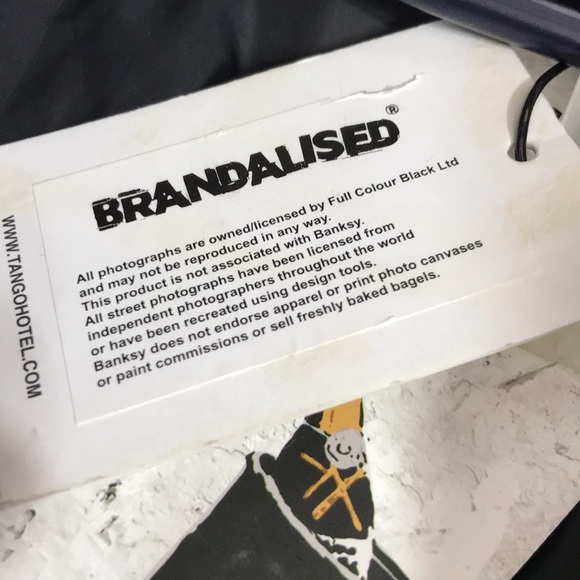 BRANDALISED®
All photographs are owned/licensed by Full Colour Black Ltd
and may not be reproduced in any way.
This product is not associated with Banksy.
All street photographs have been licensed from
independent photographers throughout the world
or have been recreated using design tools.
Banksy does not endorse apparel or print photo canvases
or paint commissions or sell freshly baked bagels.
WWW.TANGOHOTEL.COM